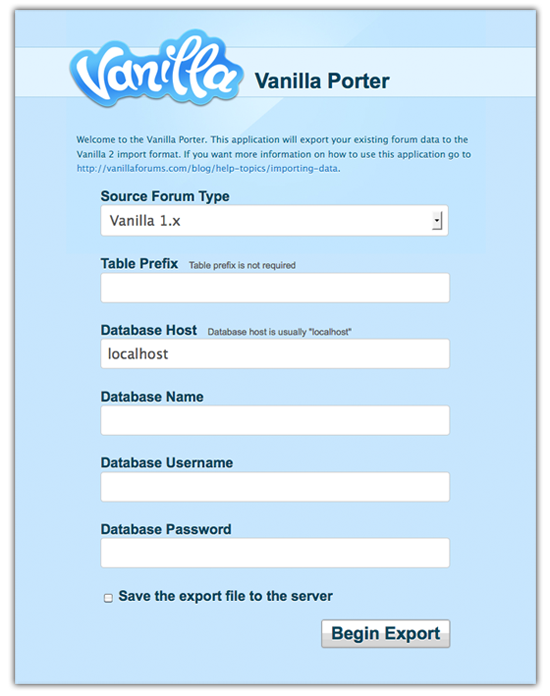 Vanilla
Vanilla Porter
Welcome to the Vanilla Porter. This application will export your existing forum data to the
Vanilla 2 import format. If you want more information on how to use this application go to
http://vanillaforums.com/blog/help-topics/importing-data.
Source Forum Type
Vanilla 1.x
Table Prefix Table prefix is not required
Database Host Database host is usually "localhost"
localhost
Database Name
Database Username
Database Password
Save the export file to the server
Begin Export